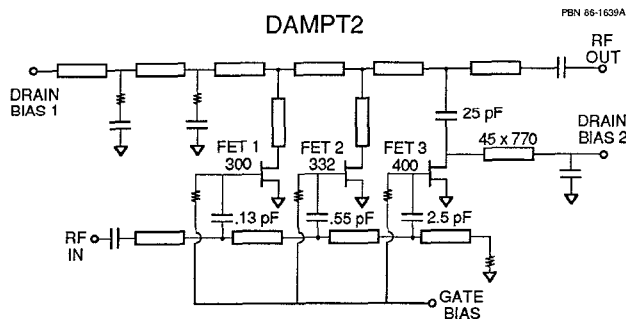 PBN 86-1639A
DAMPT2
RF
OUT
DRAIN
BIAS 1
25 pF
DRAIN
BIAS 2
45 x 770
FET 1
300
FET 2
332
FET 3
400
.13 pF
.55 pF
2.5 pF
RF
IN
GATE
BIAS